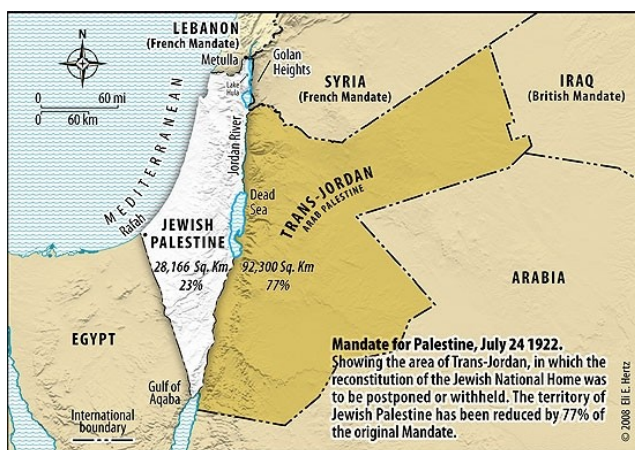 LEBANON
(French Mandate)
Metulla
Golan
Heights
N
0 60 mi
0 60 km
Lake
Hula
SYRIA
(French Mandate)
IRAQ
(British Mandate)
MEDITERRANEAN
Jordan River
Rafah
Dead
Sea
TRANS-JORDAN
ARAB PALESTINE
JEWISH
PALESTINE
28,166 Sq. Km
23%
92,300 Sq. Km
77%
ARABIA
EGYPT
Gulf of
Aqaba
International
boundary
Mandate for Palestine, July 24 1922.
Showing the area of Trans-Jordan, in which the
reconstitution of the Jewish National Home was
to be postponed or withheld. The territory of
Jewish Palestine has been reduced by 77% of
the original Mandate.
© 2008 Eli E. Hertz